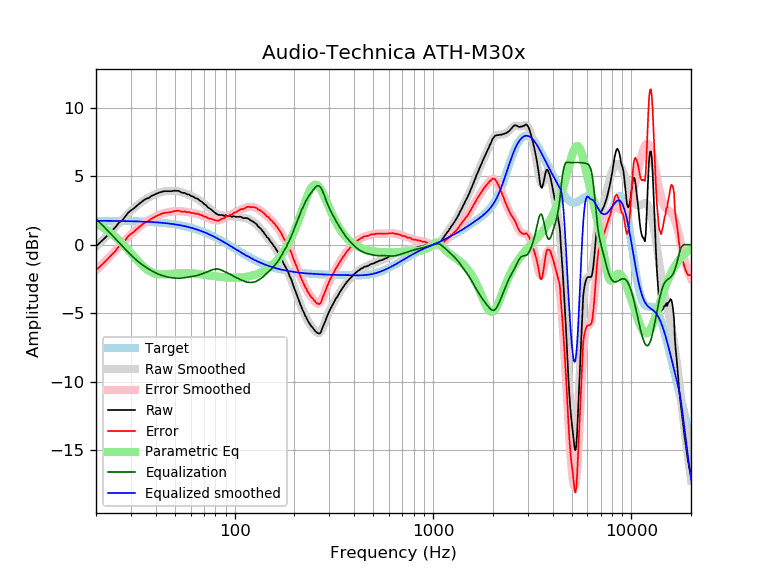 Audio-Technica ATH-M30x
Amplitude (dBr)
10
5
0
−5
−10
−15
Target
Raw Smoothed
Error Smoothed
Raw
Error
Parametric Eq
Equalization
Equalized smoothed
100
1000
10000
Frequency (Hz)